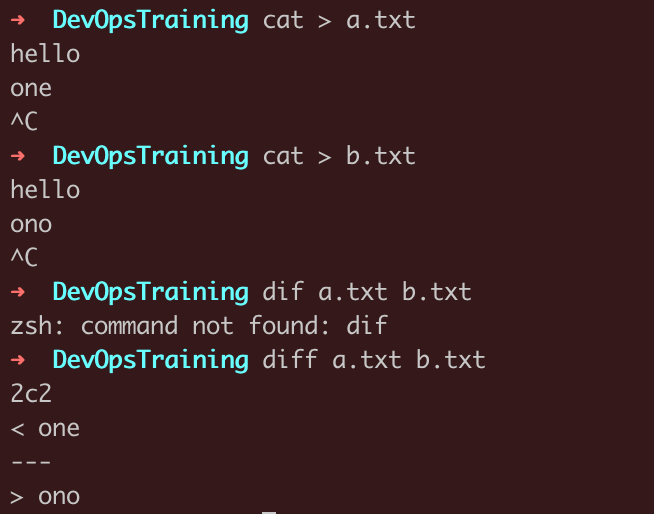 ➜  DevOpsTraining cat > a.txt
hello
one
^C
➜  DevOpsTraining cat > b.txt
hello
ono
^C
➜  DevOpsTraining dif a.txt b.txt
zsh: command not found: dif
➜  DevOpsTraining diff a.txt b.txt
2c2
< one
---
> ono